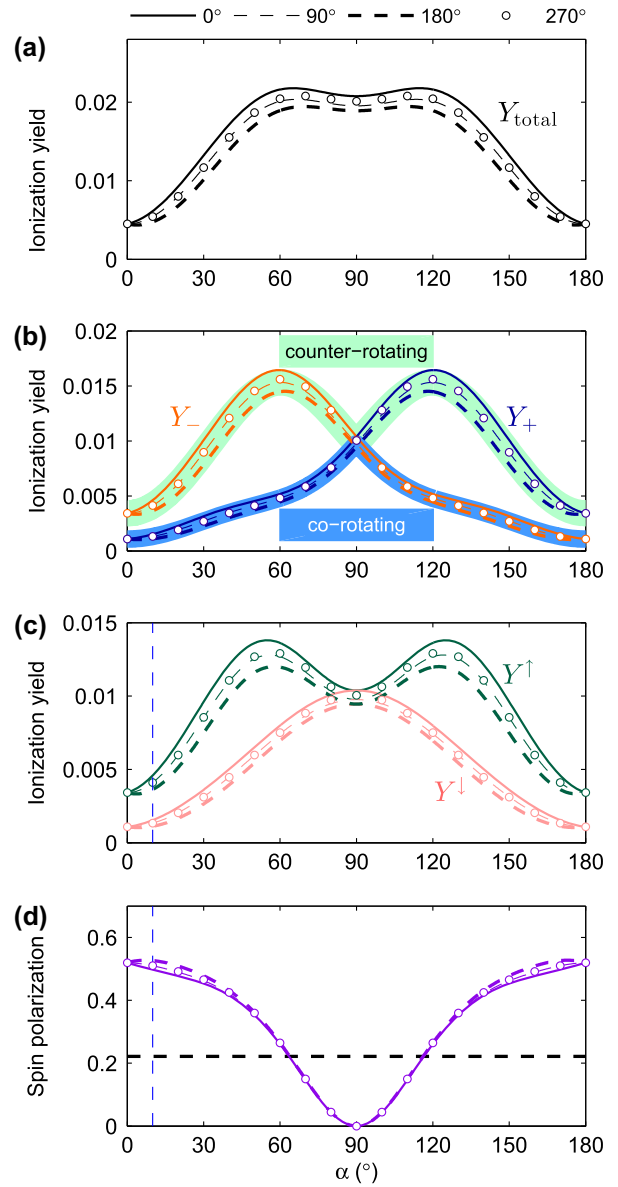 0° 90° 180° 270°
(a)
Ionization yield
0.02
0.01
0
Y_total
0 30 60 90 120 150 180
(b)
Ionization yield
0.02
0.015
0.01
0.005
0
counter−rotating
Y_− Y_+
co−rotating
0 30 60 90 120 150 180
(c)
Ionization yield
0.015
0.01
0.005
0
Y^↑
Y^↓
0 30 60 90 120 150 180
(d)
Spin polarization
0.6
0.4
0.2
0
0 30 60 90 120 150 180
α (°)